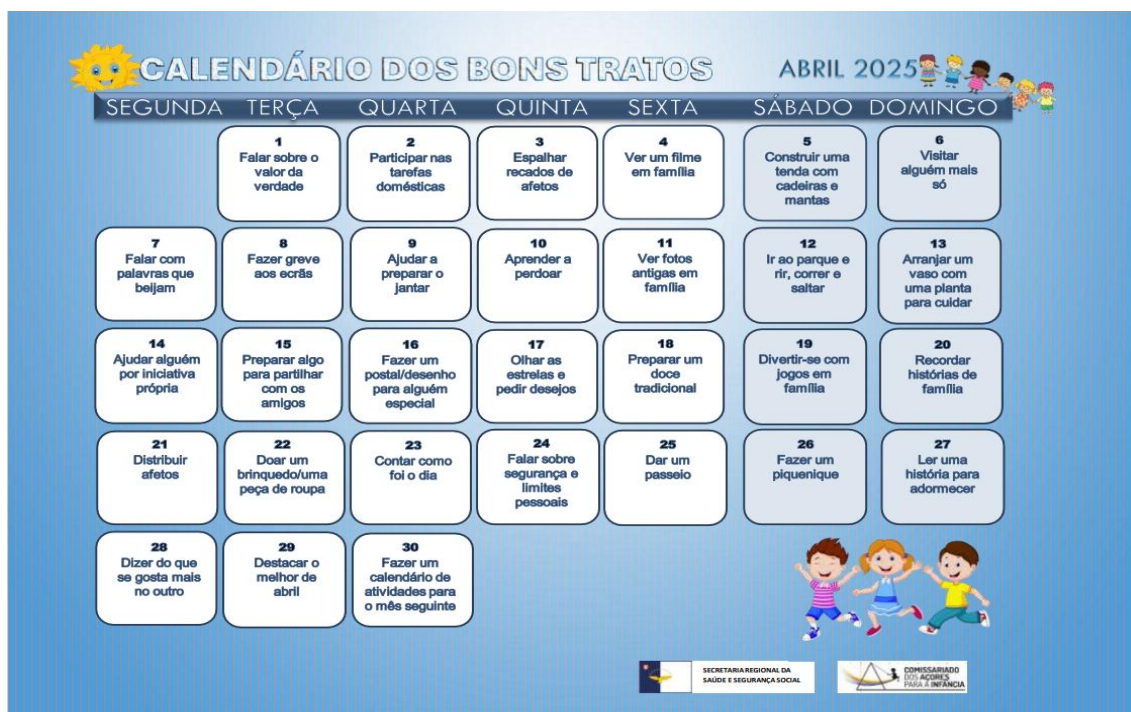 CALENDÁRIO DOS BONS TRATOS
ABRIL 2025
SEGUNDA TERÇA QUARTA QUINTA SEXTA SÁBADO DOMINGO
1
Falar sobre o
valor da
verdade
2
Participar nas
tarefas
domésticas
3
Espalhar
recados de
afetos
4
Ver um filme
em família
5
Construir uma
tenda com
cadeiras e
mantas
6
Visitar
alguém mais
só
7
Falar com
palavras que
beijam
8
Fazer greve
aos ecrãs
9
Ajudar a
preparar o
jantar
10
Aprender a
perdoar
11
Ver fotos
antigas em
família
12
Ir ao parque e
rir, correr e
saltar
13
Arranjar um
vaso com
uma planta
para cuidar
14
Ajudar alguém
por iniciativa
própria
15
Preparar algo
para partilhar
com os
amigos
16
Fazer um
postal/desenho
para alguém
especial
17
Olhar as
estrelas e
pedir desejos
18
Preparar um
doce
tradicional
19
Divertir-se com
jogos em
família
20
Recordar
histórias de
família
21
Distribuir
afetos
22
Doar um
brinquedo/uma
peça de roupa
23
Contar como
foi o dia
24
Falar sobre
segurança e
limites
pessoais
25
Dar um
passeio
26
Fazer um
piquenique
27
Ler uma
história para
adormecer
28
Dizer do que
se gosta mais
no outro
29
Destacar o
melhor de
abril
30
Fazer um
calendário de
atividades para
o mês seguinte
SECRETARIA REGIONAL DA
SAÚDE E SEGURANÇA SOCIAL
COMISSARIADO
DOS AÇORES
PARA A INFÂNCIA